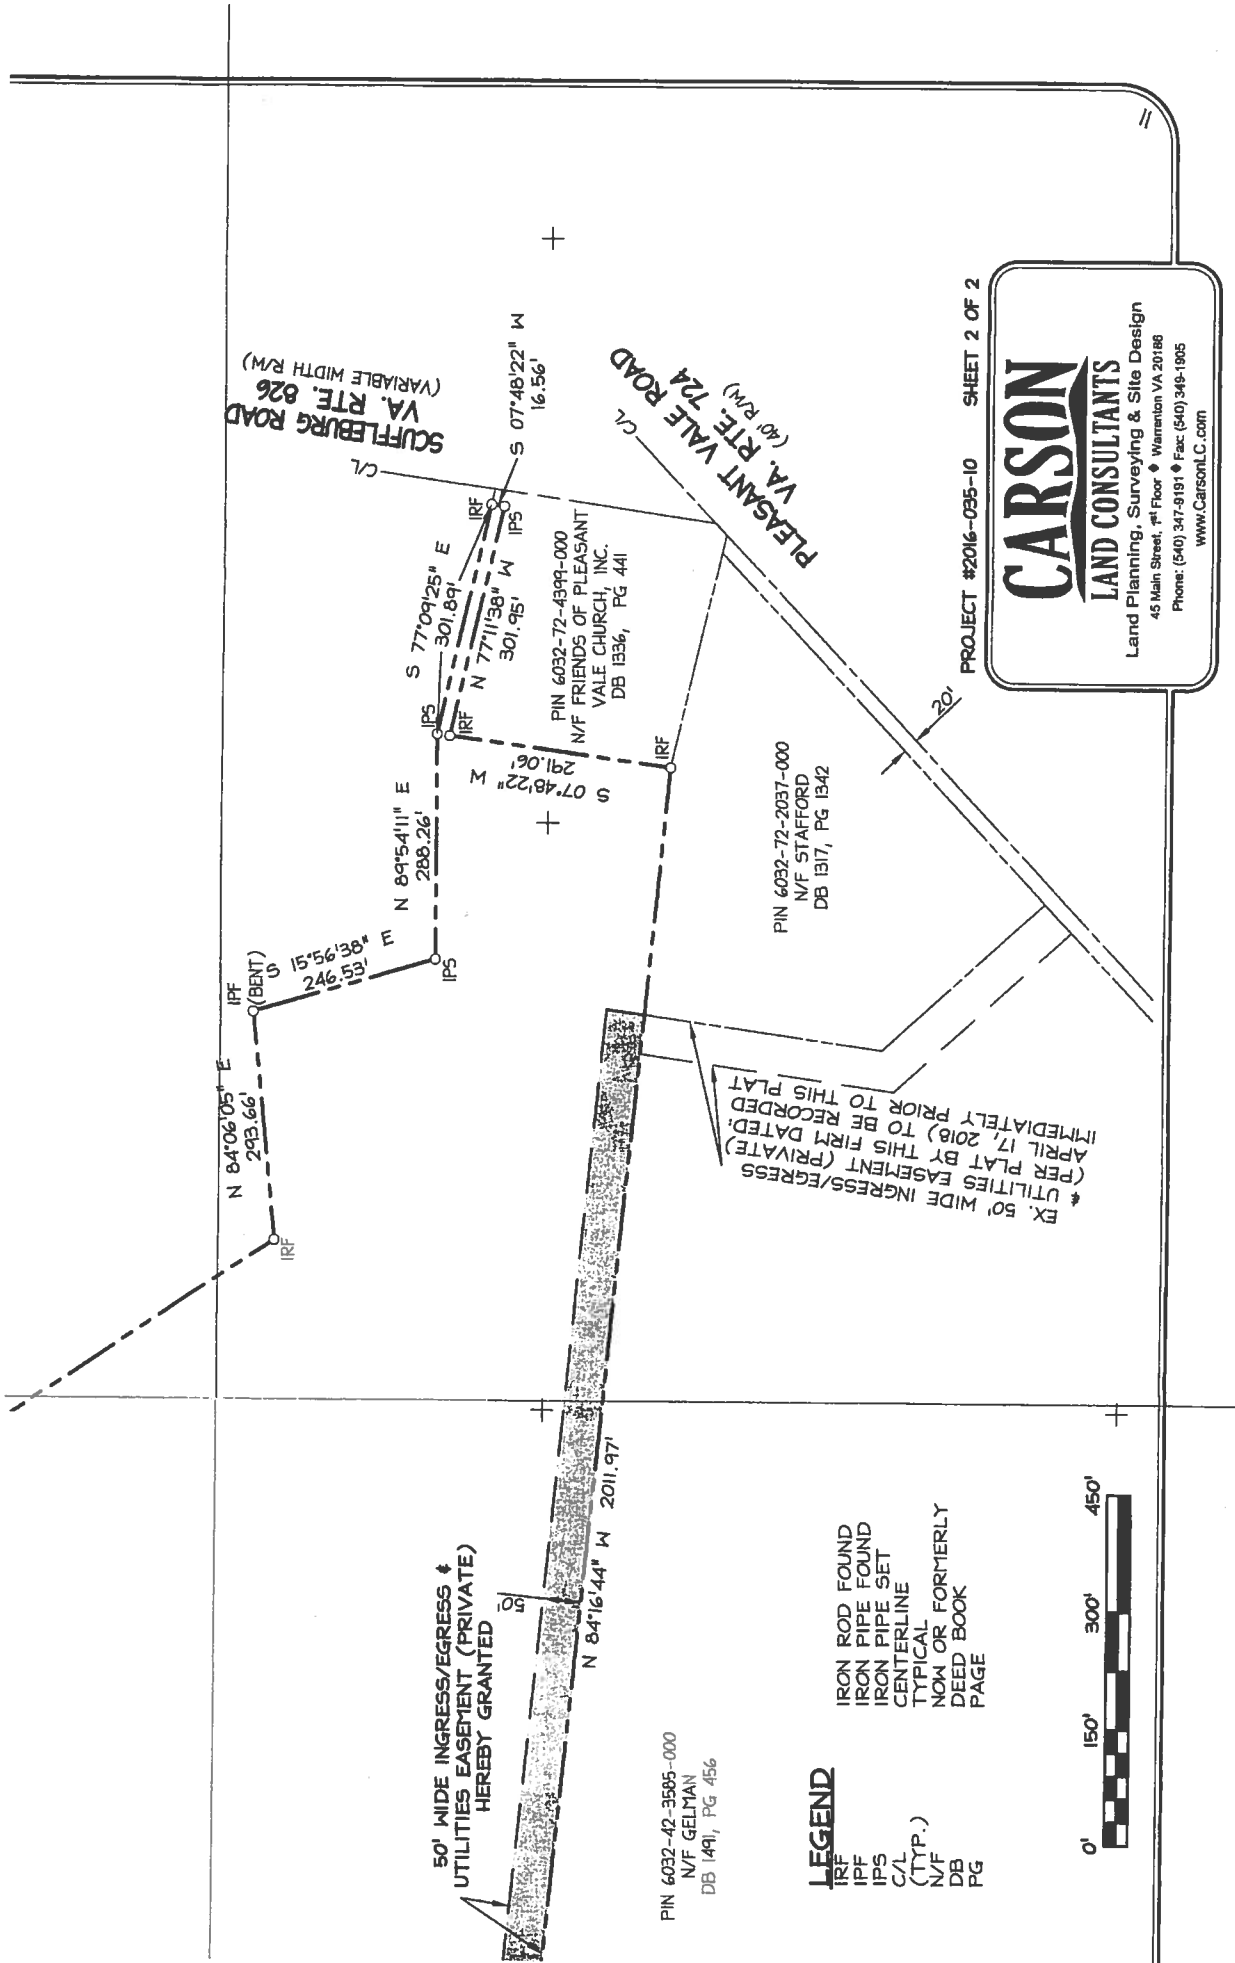 SCUFFLEBURG ROAD
VA. RTE. 826
(VARIABLE WIDTH R/W)
C/L
S 07°48'22" W
16.56'
PLEASANT VALE ROAD
VA. RTE. 724
(40' R/W)
C/L
IRF
IPS
S 77°09'25" E
301.89'
N 77°11'38" W
301.95'
PIN 6032-72-4399-000
N/F FRIENDS OF PLEASANT
VALE CHURCH, INC.
DB 1336, PG 441
IPS
IRF
S 07°48'22" W
291.06'
IRF
N 89°54'11" E
288.26'
IPS
S 15°56'38" E
246.53'
IPF
(BENT)
N 84°06'05" E
293.66'
IRF
PIN 6032-72-2037-000
N/F STAFFORD
DB 1317, PG 1342
20'
EX. 50' WIDE INGRESS/EGRESS
& UTILITIES EASEMENT (PRIVATE)
(PER PLAT BY THIS FIRM DATED,
APRIL 17, 2018) TO BE RECORDED
IMMEDIATELY PRIOR TO THIS PLAT
50' WIDE INGRESS/EGRESS &
UTILITIES EASEMENT (PRIVATE)
HEREBY GRANTED
50'
N 84°16'44" W 2011.97'
PIN 6032-42-3585-000
N/F GELMAN
DB 1491, PG 456
LEGEND
IRF IRON ROD FOUND
IPF IRON PIPE FOUND
IPS IRON PIPE SET
C/L CENTERLINE
(TYP.) TYPICAL
N/F NOW OR FORMERLY
DB DEED BOOK
PG PAGE
0' 150' 300' 450'
PROJECT #2016-035-10 SHEET 2 OF 2
CARSON
LAND CONSULTANTS
Land Planning, Surveying & Site Design
45 Main Street, 1st Floor ♦ Warrenton VA 20186
Phone: (540) 347-9191 ♦ Fax: (540) 349-1905
www.CarsonLC.com